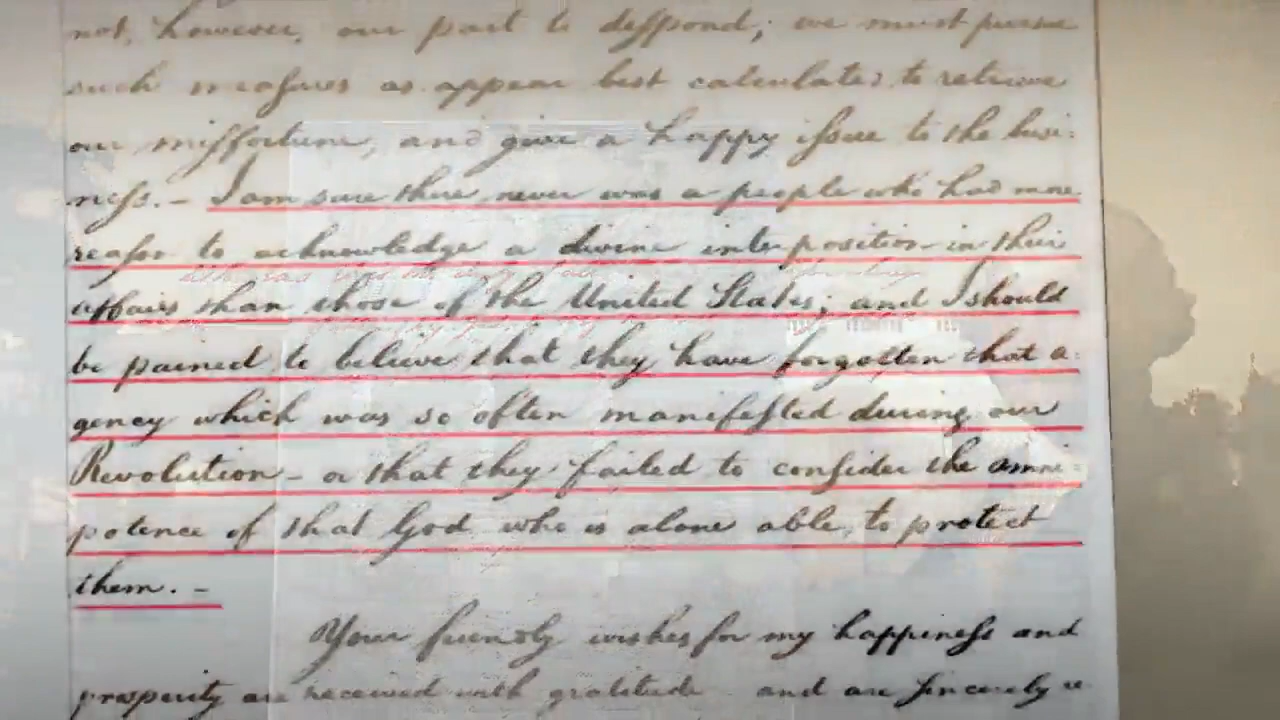 not, however, our part to despond; we must pursue
such measures as appear best calculated to retrieve
our misfortune, and give a happy issue to the busi-
ness. - I am sure there never was a people who had more
reason to acknowledge a divine interposition in their
affairs than those of the United States; and I should
be pained to believe that they have forgotten that a-
gency which was so often manifested during our
Revolution - or that they failed to consider the omni-
potence of that God who is alone able to protect
them. -
Your friendly wishes for my happiness and
prosperity are received with gratitude and are sincerely re